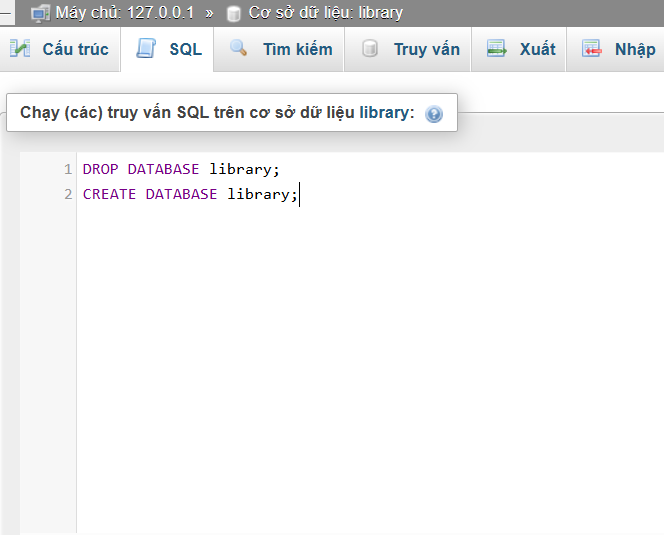 Máy chủ: 127.0.0.1 » Cơ sở dữ liệu: library
Cấu trúc SQL Tìm kiếm Truy vấn Xuất Nhập
Chạy (các) truy vấn SQL trên cơ sở dữ liệu library:
1 DROP DATABASE library;
2 CREATE DATABASE library;